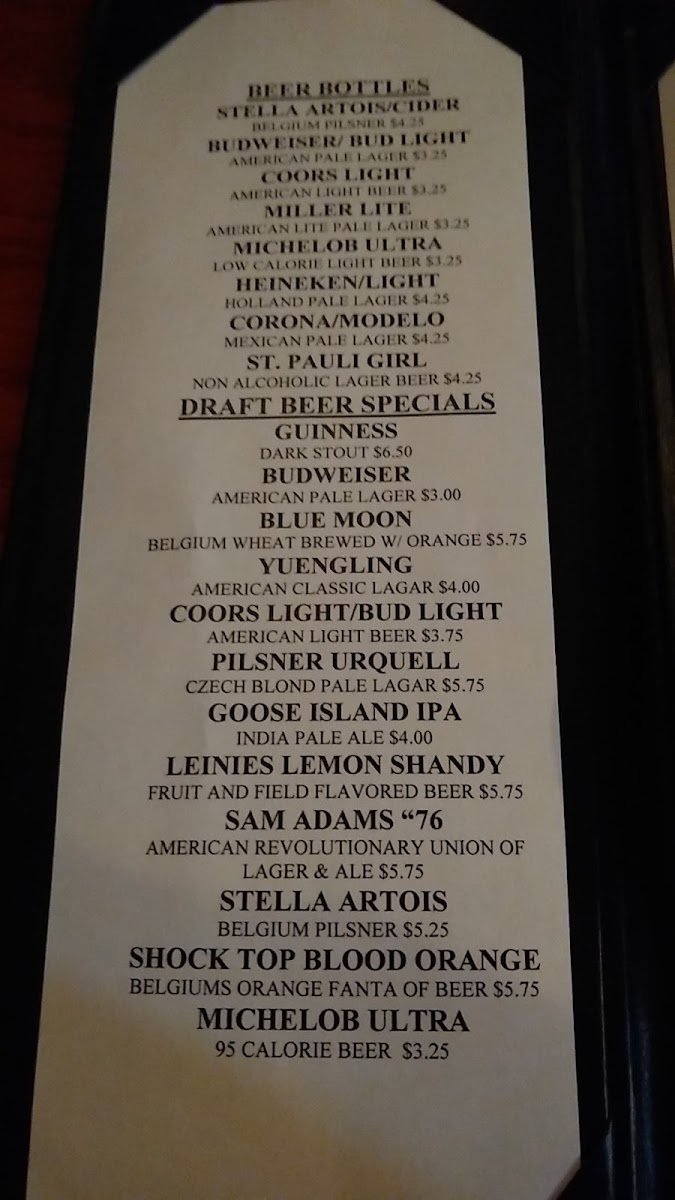 BEER BOTTLES
STELLA ARTOIS/CIDER
BELGIUM PILSNER $4.25
BUDWEISER/ BUD LIGHT
AMERICAN PALE LAGER $3.25
COORS LIGHT
AMERICAN LIGHT BEER $3.25
MILLER LITE
AMERICAN LITE PALE LAGER $3.25
MICHELOB ULTRA
LOW CALORIE LIGHT BEER $3.25
HEINEKEN/LIGHT
HOLLAND PALE LAGER $4.25
CORONA/MODELO
MEXICAN PALE LAGER $4.25
ST. PAULI GIRL
NON ALCOHOLIC LAGER BEER $4.25
DRAFT BEER SPECIALS
GUINNESS
DARK STOUT $6.50
BUDWEISER
AMERICAN PALE LAGER $3.00
BLUE MOON
BELGIUM WHEAT BREWED W/ ORANGE $5.75
YUENGLING
AMERICAN CLASSIC LAGAR $4.00
COORS LIGHT/BUD LIGHT
AMERICAN LIGHT BEER $3.75
PILSNER URQUELL
CZECH BLOND PALE LAGAR $5.75
GOOSE ISLAND IPA
INDIA PALE ALE $4.00
LEINIES LEMON SHANDY
FRUIT AND FIELD FLAVORED BEER $5.75
SAM ADAMS “76
AMERICAN REVOLUTIONARY UNION OF
LAGER & ALE $5.75
STELLA ARTOIS
BELGIUM PILSNER $5.25
SHOCK TOP BLOOD ORANGE
BELGIUMS ORANGE FANTA OF BEER $5.75
MICHELOB ULTRA
95 CALORIE BEER $3.25